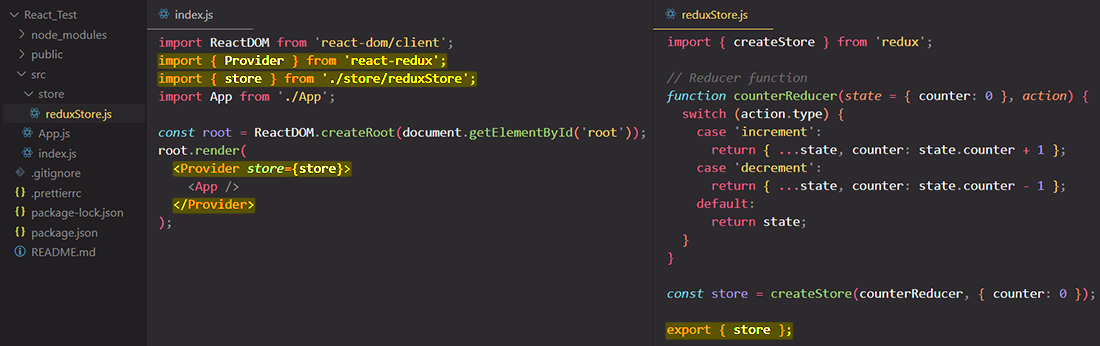 React_Test
node_modules
public
src
store
reduxStore.js
App.js
index.js
.gitignore
.prettierrc
package-lock.json
package.json
README.md
index.js
import ReactDOM from 'react-dom/client';
import { Provider } from 'react-redux';
import { store } from './store/reduxStore';
import App from './App';
const root = ReactDOM.createRoot(document.getElementById('root'));
root.render(
<Provider store={store}>
<App />
</Provider>
);
reduxStore.js
import { createStore } from 'redux';
// Reducer function
function counterReducer(state = { counter: 0 }, action) {
switch (action.type) {
case 'increment':
return { ...state, counter: state.counter + 1 };
case 'decrement':
return { ...state, counter: state.counter - 1 };
default:
return state;
}
}
const store = createStore(counterReducer, { counter: 0 });
export { store };